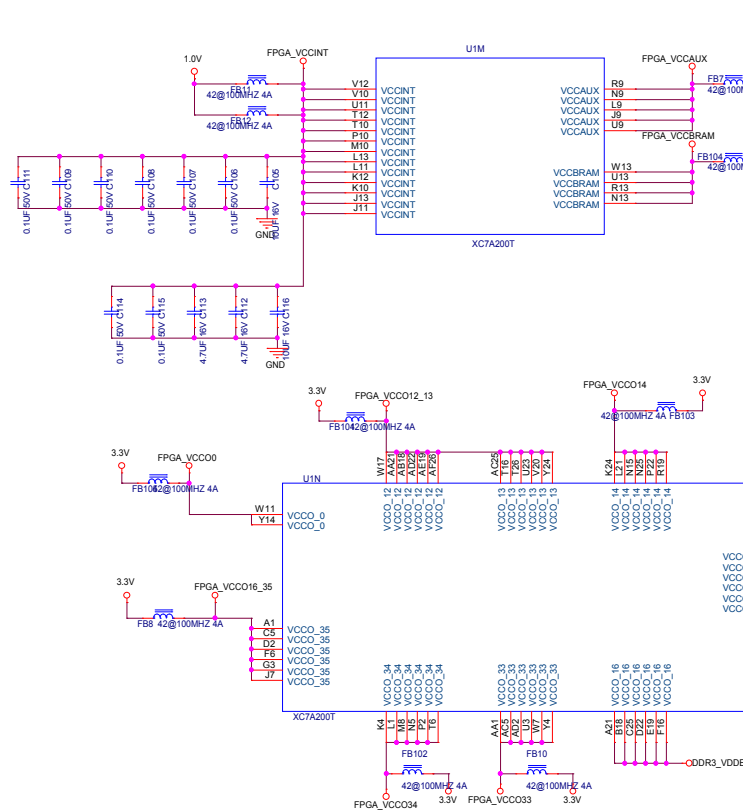 U1M
1.0V
FPGA_VCCINT
FPGA_VCCAUX
FB11
42@100MHZ 4A
FB12
42@100MHZ 4A
V12 VCCINT
V10 VCCINT
U11 VCCINT
T12 VCCINT
T10 VCCINT
P10 VCCINT
M10 VCCINT
L13 VCCINT
L11 VCCINT
K12 VCCINT
K10 VCCINT
J13 VCCINT
J11 VCCINT
VCCAUX R9
VCCAUX N9
VCCAUX L9
VCCAUX J9
VCCAUX U9
FB7
42@100M
FPGA_VCCBRAM
FB104
42@100M
VCCBRAM W13
VCCBRAM U13
VCCBRAM R13
VCCBRAM N13
XC7A200T
0.1UF 50V C111
0.1UF 50V C109
0.1UF 50V C110
0.1UF 50V C108
0.1UF 50V C107
0.1UF 50V C106
10UF 16V C105
GND
0.1UF 50V C114
0.1UF 50V C115
4.7UF 16V C113
4.7UF 16V C112
10UF 16V C116
GND
3.3V
FPGA_VCCO12_13
42@100MHZ 4A
FPGA_VCCO14
3.3V
42@100MHZ 4A FB103
3.3V
FPGA_VCCO0
42@100MHZ 4A
U1N
W17 VCCO_12
AA21 VCCO_12
AB18 VCCO_12
AD22 VCCO_12
AE19 VCCO_12
AF26 VCCO_12
AC25 VCCO_13
T16 VCCO_13
T26 VCCO_13
U23 VCCO_13
V20 VCCO_13
Y24 VCCO_13
K24 VCCO_14
L21 VCCO_14
N15 VCCO_14
N25 VCCO_14
P22 VCCO_14
R19 VCCO_14
W11 VCCO_0
Y14 VCCO_0
VCC
VCC
VCC
VCC
VCC
VCC
3.3V
FPGA_VCCO16_35
FB8 42@100MHZ 4A
A1 VCCO_35
C5 VCCO_35
D2 VCCO_35
F6 VCCO_35
G3 VCCO_35
J7 VCCO_35
XC7A200T
VCCO_34 K4
VCCO_34 L1
VCCO_34 M8
VCCO_34 N5
VCCO_34 P2
VCCO_34 T6
VCCO_33 AA1
VCCO_33 AC5
VCCO_33 AD2
VCCO_33 U3
VCCO_33 W7
VCCO_33 Y4
VCCO_16 A21
VCCO_16 B18
VCCO_16 C25
VCCO_16 D22
VCCO_16 E19
VCCO_16 F16
FB102
42@100MHZ 4A
3.3V
FPGA_VCCO34
FB10
42@100MHZ 4A
3.3V
FPGA_VCCO33
DDR3_VDDE